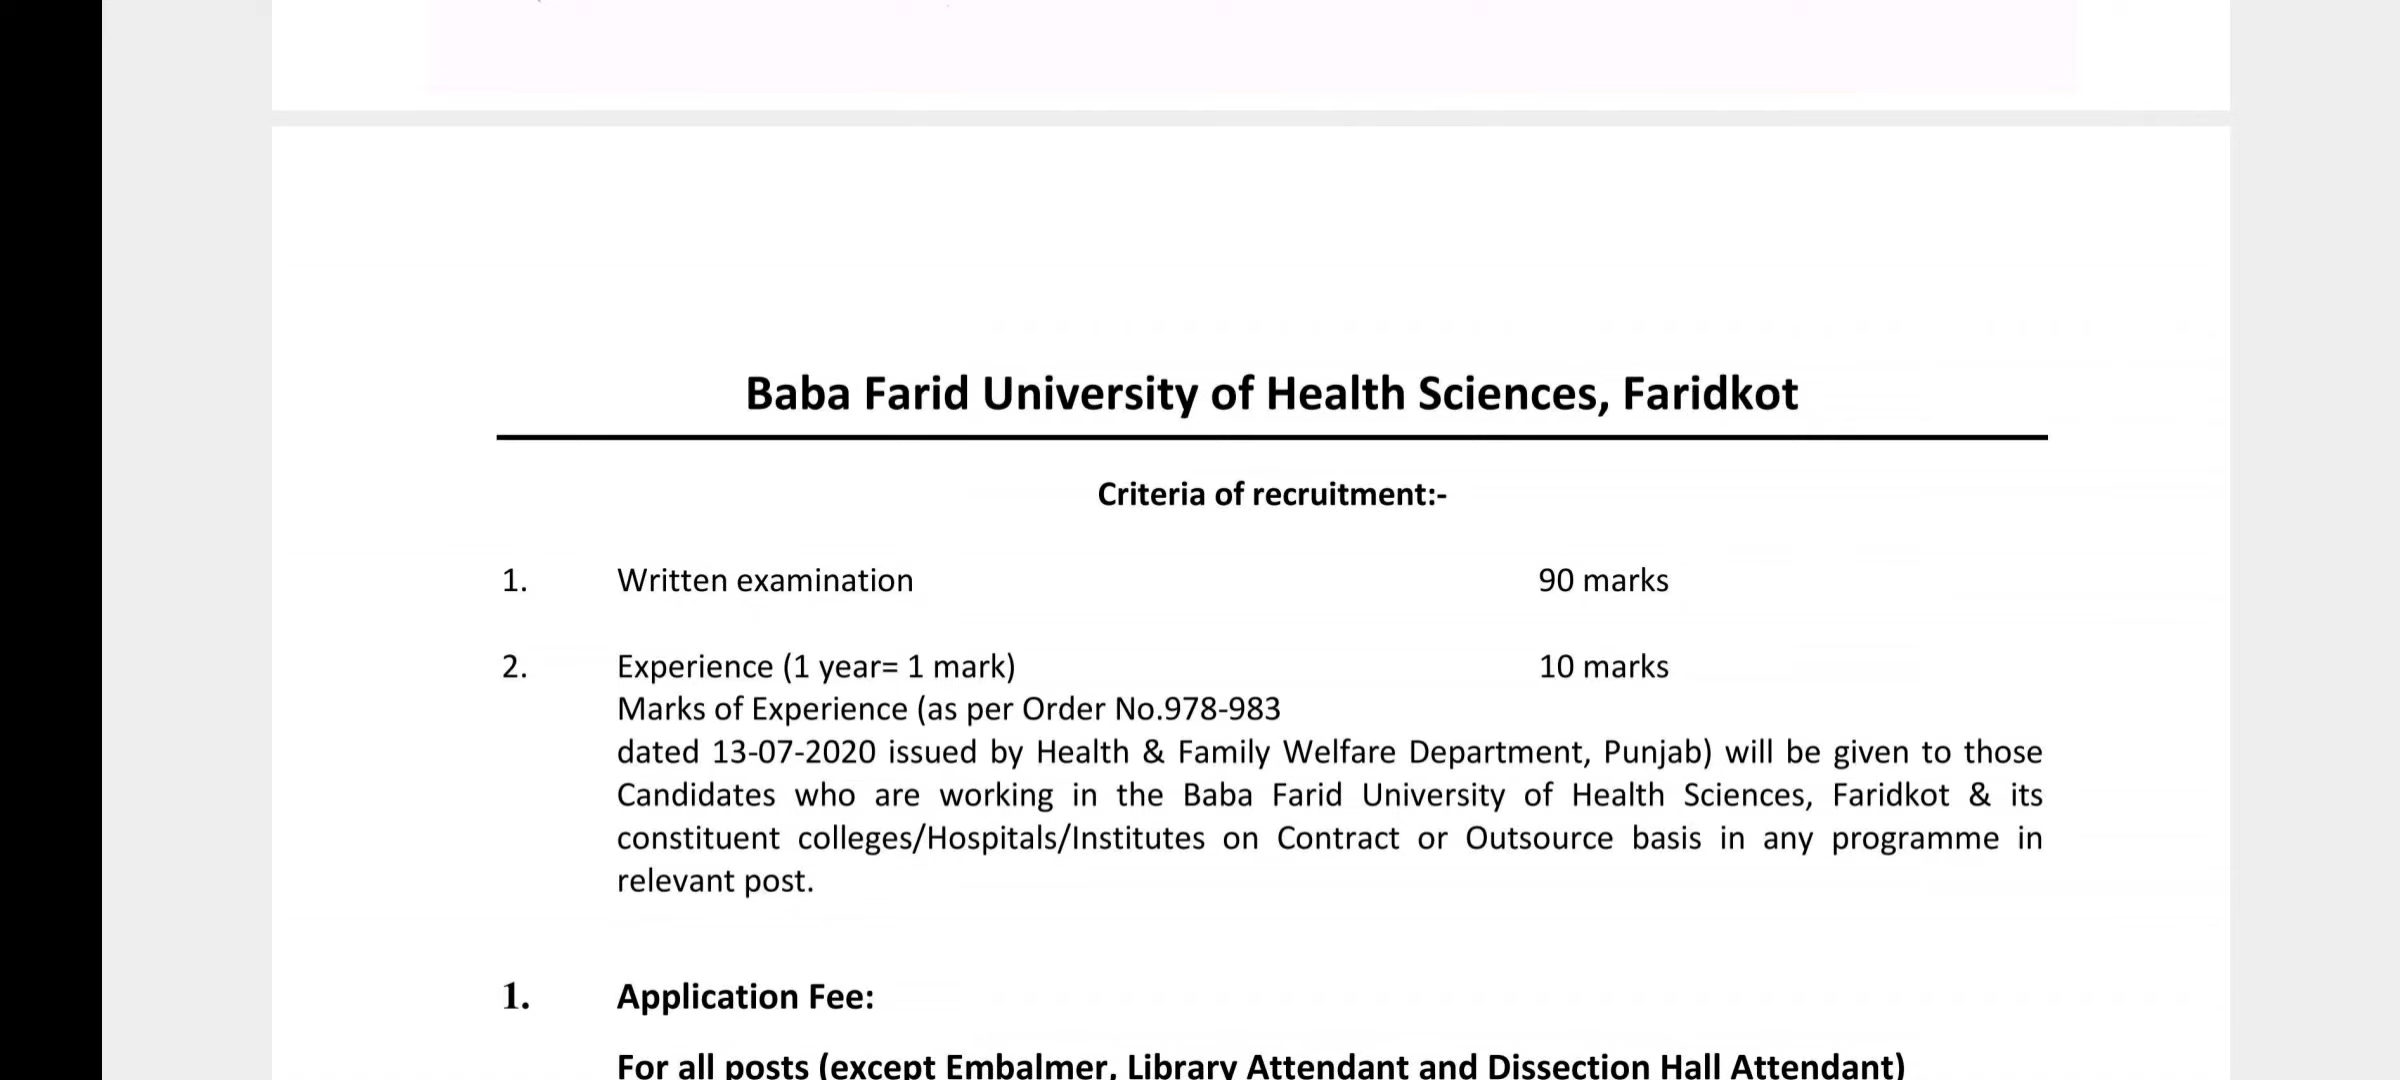 Baba Farid University of Health Sciences, Faridkot
Criteria of recruitment:-
1. Written examination 90 marks
2. Experience (1 year= 1 mark) 10 marks
Marks of Experience (as per Order No.978-983
dated 13-07-2020 issued by Health & Family Welfare Department, Punjab) will be given to those
Candidates who are working in the Baba Farid University of Health Sciences, Faridkot & its
constituent colleges/Hospitals/Institutes on Contract or Outsource basis in any programme in
relevant post.
1. Application Fee:
For all posts (except Embalmer, Library Attendant and Dissection Hall Attendant)